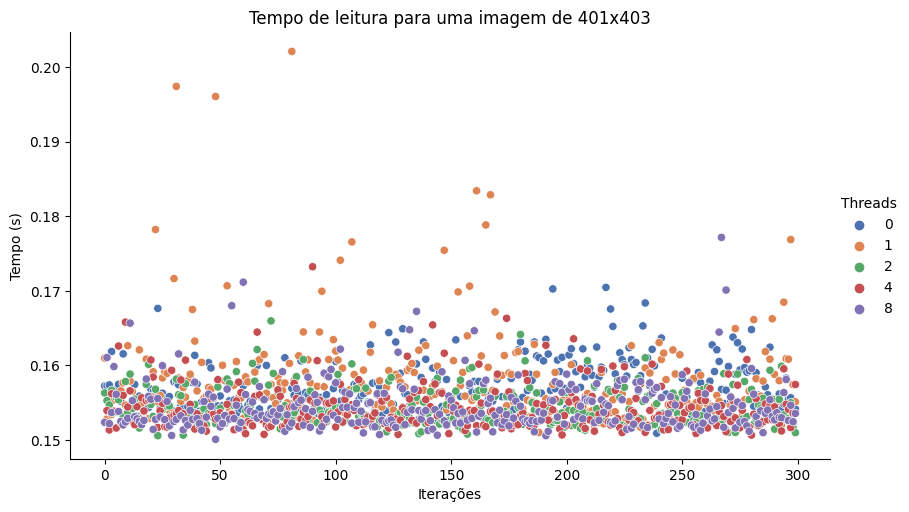 Tempo de leitura para uma imagem de 401x403
Tempo (s)
0.20
0.19
0.18
0.17
0.16
0.15
0 50 100 150 200 250 300
Iterações
Threads
0
1
2
4
8